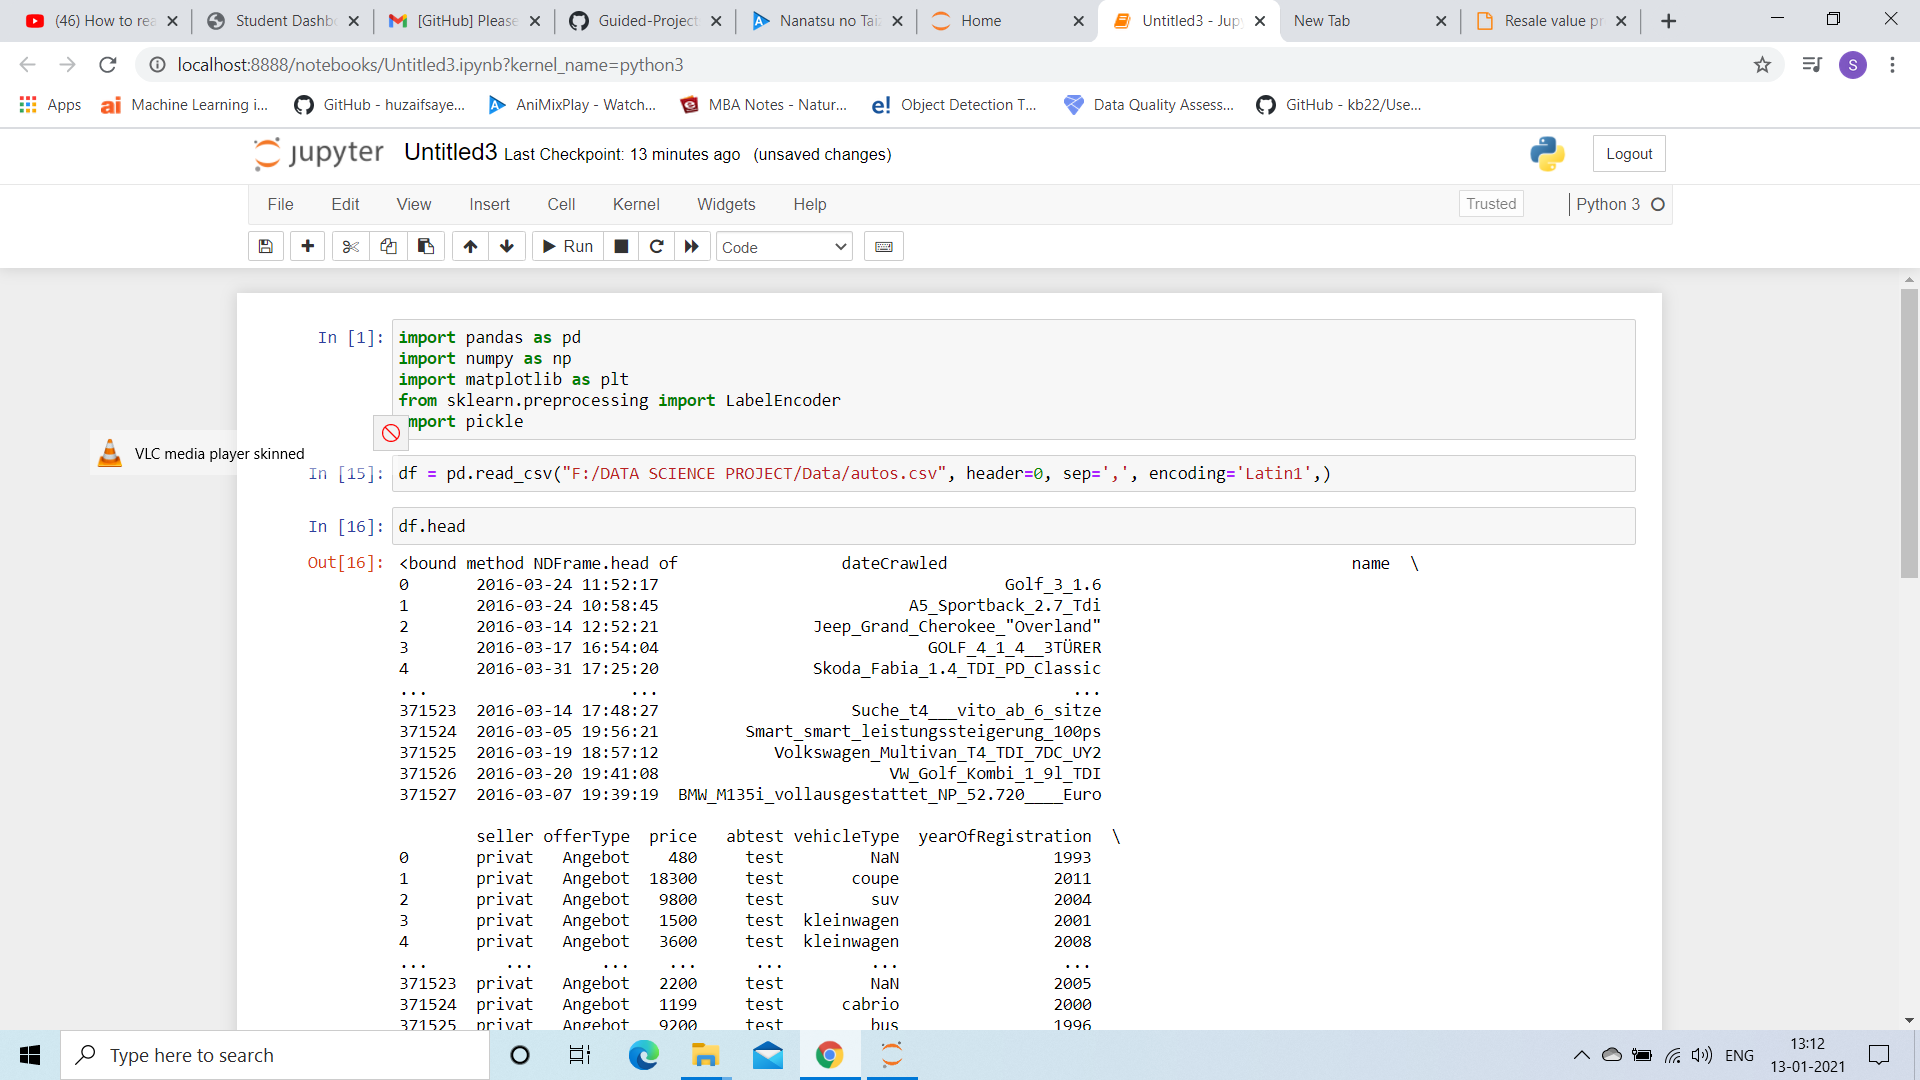 (46) How to rea
Student Dashb
[GitHub] Please
Guided-Project
Nanatsu no Tai
Home
Untitled3 - Jup
New Tab
Resale value pr
localhost:8888/notebooks/Untitled3.ipynb?kernel_name=python3
S
Apps
Machine Learning i...
GitHub - huzaifsaye...
AniMixPlay - Watch...
MBA Notes - Natur...
Object Detection T...
Data Quality Assess...
GitHub - kb22/Use...
jupyter Untitled3 Last Checkpoint: 13 minutes ago (unsaved changes)
Logout
File Edit View Insert Cell Kernel Widgets Help
Trusted
Python 3
Run
Code
In [1]: import pandas as pd
import numpy as np
import matplotlib as plt
from sklearn.preprocessing import LabelEncoder
mport pickle
VLC media player skinned
In [15]: df = pd.read_csv("F:/DATA SCIENCE PROJECT/Data/autos.csv", header=0, sep=',', encoding='Latin1',)
In [16]: df.head
Out[16]: <bound method NDFrame.head of dateCrawled name \
0 2016-03-24 11:52:17 Golf_3_1.6
1 2016-03-24 10:58:45 A5_Sportback_2.7_Tdi
2 2016-03-14 12:52:21 Jeep_Grand_Cherokee_"Overland"
3 2016-03-17 16:54:04 GOLF_4_1_4__3TÜRER
4 2016-03-31 17:25:20 Skoda_Fabia_1.4_TDI_PD_Classic
... ... ...
371523 2016-03-14 17:48:27 Suche_t4___vito_ab_6_sitze
371524 2016-03-05 19:56:21 Smart_smart_leistungssteigerung_100ps
371525 2016-03-19 18:57:12 Volkswagen_Multivan_T4_TDI_7DC_UY2
371526 2016-03-20 19:41:08 VW_Golf_Kombi_1_9l_TDI
371527 2016-03-07 19:39:19 BMW_M135i_vollausgestattet_NP_52.720____Euro
seller offerType price abtest vehicleType yearOfRegistration \
0 privat Angebot 480 test NaN 1993
1 privat Angebot 18300 test coupe 2011
2 privat Angebot 9800 test suv 2004
3 privat Angebot 1500 test kleinwagen 2001
4 privat Angebot 3600 test kleinwagen 2008
... ... ... ... ... ... ...
371523 privat Angebot 2200 test NaN 2005
371524 privat Angebot 1199 test cabrio 2000
371525 privat Angebot 9200 test bus 1996
Type here to search
ENG
13:12
13-01-2021